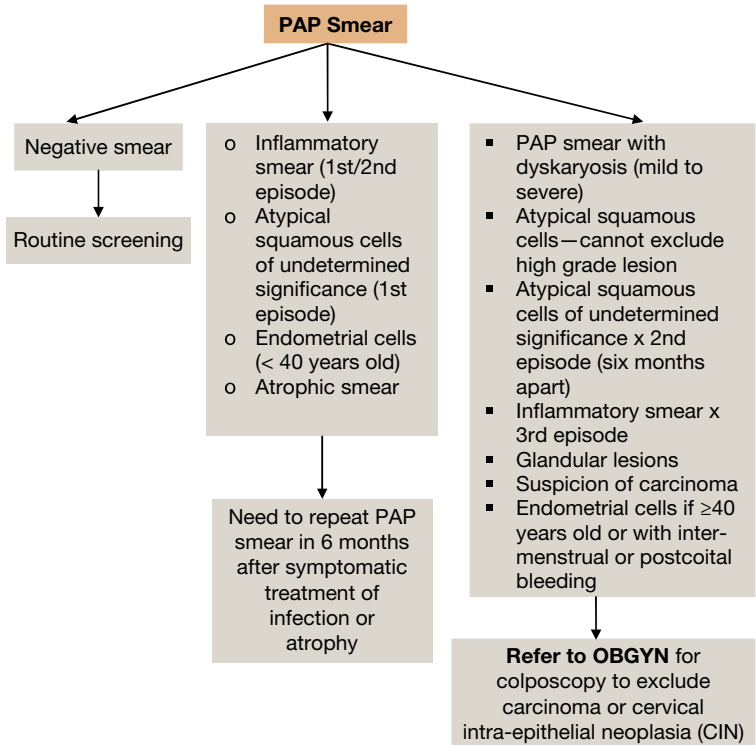 PAP Smear
Negative smear
Routine screening
o Inflammatory
smear (1st/2nd
episode)
o Atypical
squamous cells
of undetermined
significance (1st
episode)
o Endometrial cells
(< 40 years old)
o Atrophic smear
Need to repeat PAP
smear in 6 months
after symptomatic
treatment of
infection or
atrophy
▪ PAP smear with
dyskaryosis (mild to
severe)
▪ Atypical squamous
cells—cannot exclude
high grade lesion
▪ Atypical squamous
cells of undetermined
significance x 2nd
episode (six months
apart)
▪ Inflammatory smear x
3rd episode
▪ Glandular lesions
▪ Suspicion of carcinoma
▪ Endometrial cells if ≥40
years old or with inter-
menstrual or postcoital
bleeding
Refer to OBGYN for
colposcopy to exclude
carcinoma or cervical
intra-epithelial neoplasia (CIN)